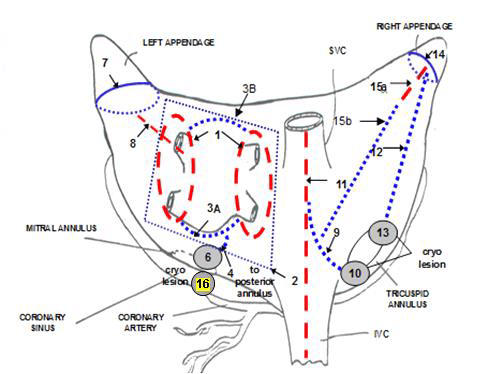 RIGHT APPENDAGE
LEFT APPENDAGE
SVC
14
7
15a
3B
15b
8
1
12
11
3A
MITRAL ANNULUS
13
9
6
cryo
lesion
4
10
cryo
lesion
16
to
posterior
annulus
2
TRICUSPID
ANNULUS
CORONARY
SINUS
CORONARY
ARTERY
IVC